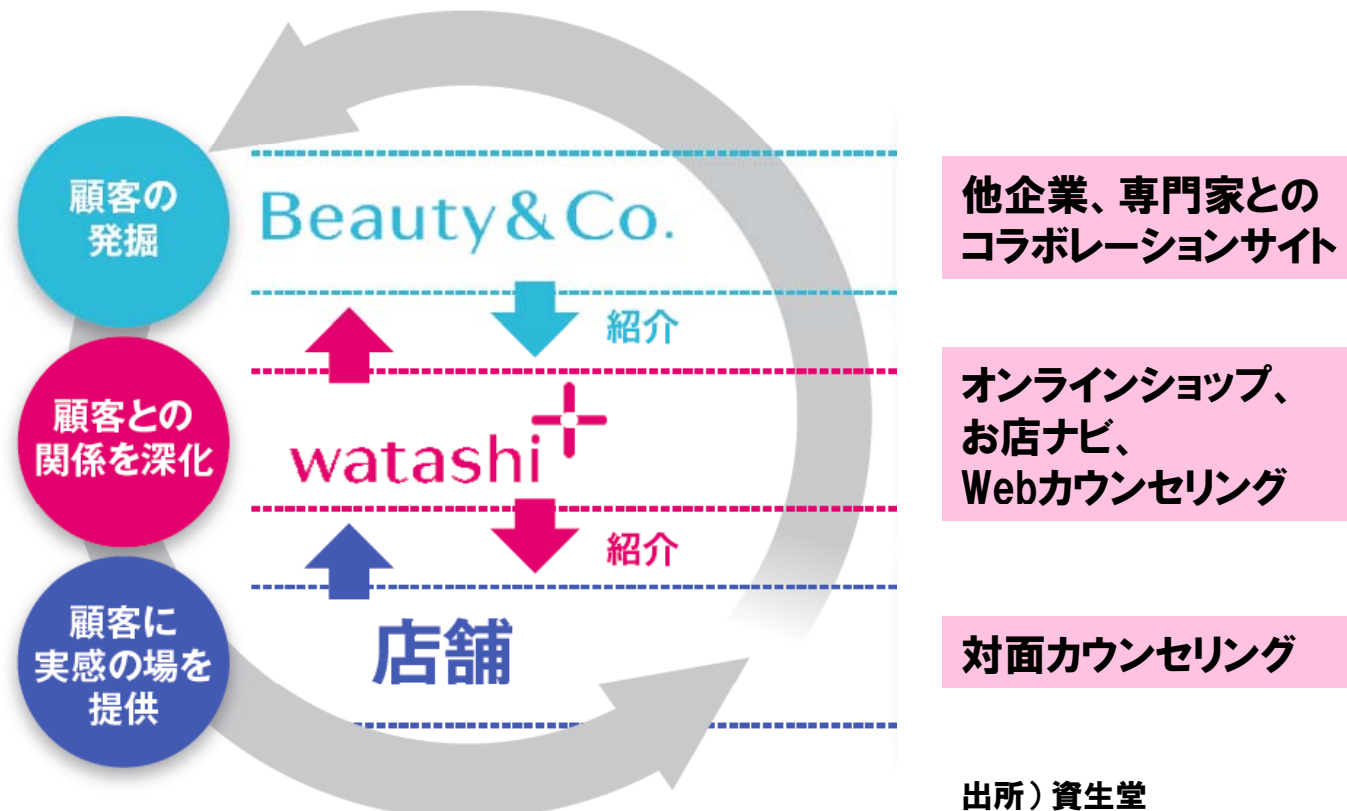 顧客の
発掘
Beauty&Co.
他企業、専門家との
コラボレーションサイト
紹介
顧客との
関係を深化
watashi+
オンラインショップ、
お店ナビ、
Webカウンセリング
紹介
顧客に
実感の場を
提供
店舗
対面カウンセリング
出所）資生堂